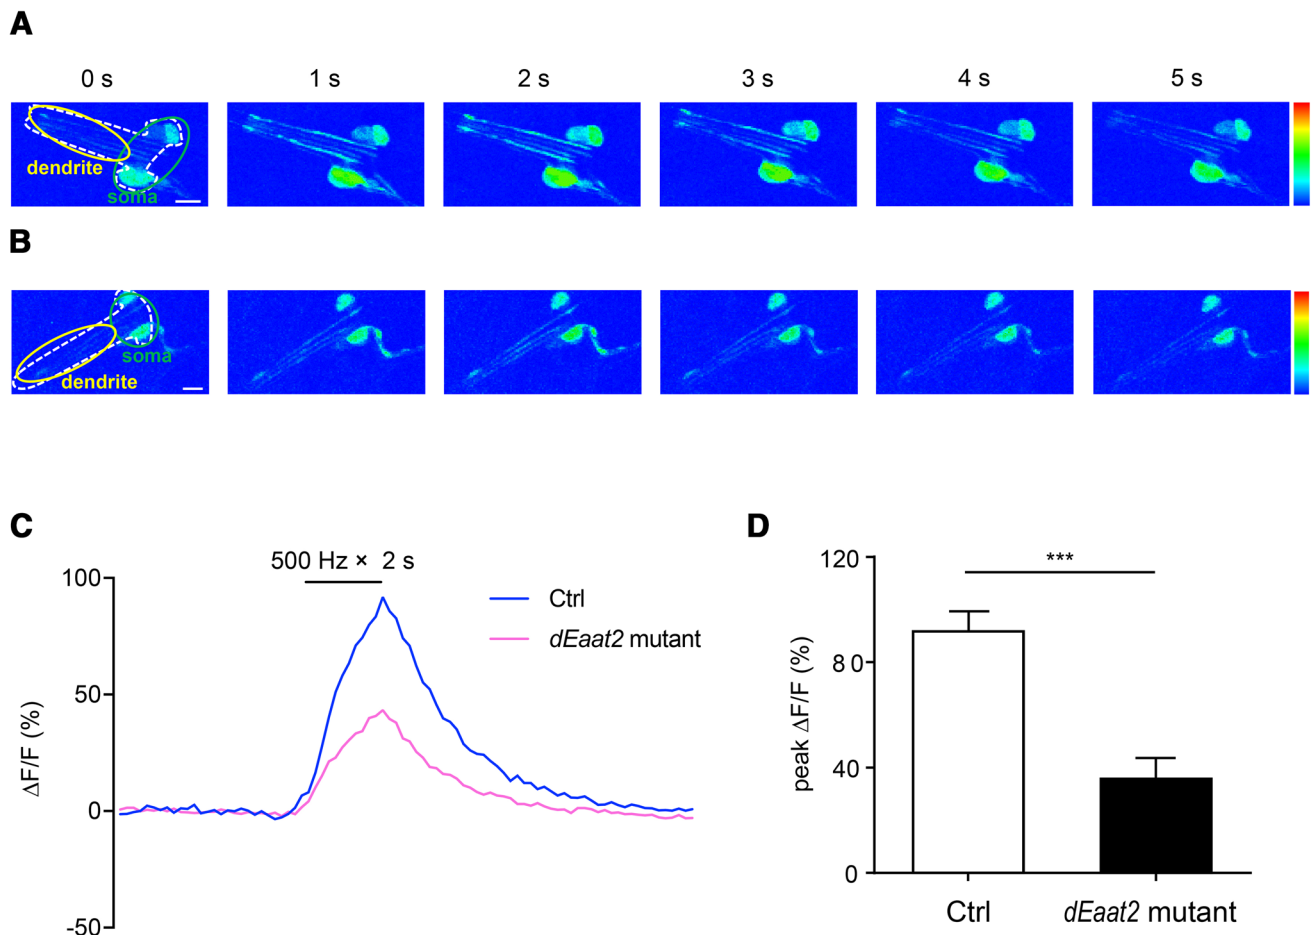 A
0 s 1 s 2 s 3 s 4 s 5 s
dendrite
soma
B
soma
dendrite
C
500 Hz × 2 s
100
50
0
-50
ΔF/F (%)
Ctrl
dEaat2 mutant
D
***
120
80
40
0
peak ΔF/F (%)
Ctrl
dEaat2 mutant